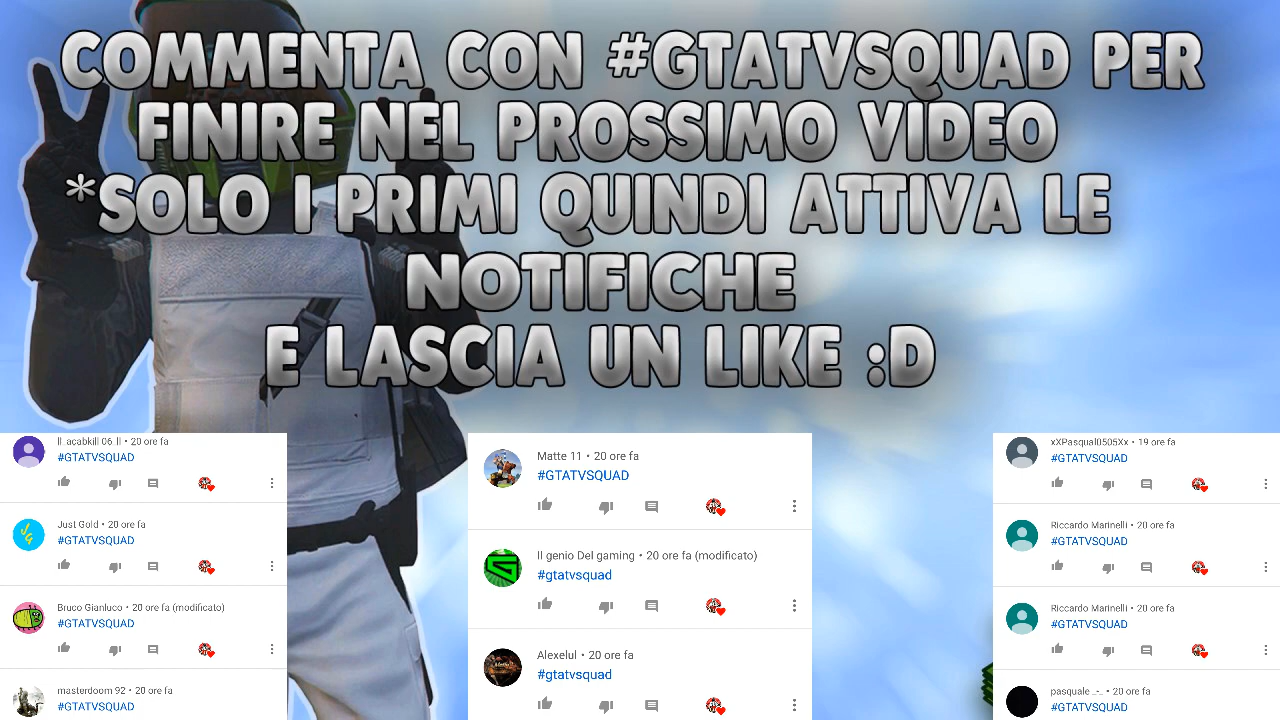 COMMENTA CON #GTATVSQUAD PER
FINIRE NEL PROSSIMO VIDEO
*SOLO I PRIMI QUINDI ATTIVA LE
NOTIFICHE
E LASCIA UN LIKE :D
ll_acabkill 06_ll • 20 ore fa
#GTATVSQUAD
Just Gold • 20 ore fa
#GTATVSQUAD
Bruco Gianluco • 20 ore fa (modificato)
#GTATVSQUAD
masterdoom 92 • 20 ore fa
#GTATVSQUAD
Matte 11 • 20 ore fa
#GTATVSQUAD
Il genio Del gaming • 20 ore fa (modificato)
#gtatvsquad
Alexelul • 20 ore fa
#gtatvsquad
xXPasqual0505Xx • 19 ore fa
#GTATVSQUAD
Riccardo Marinelli • 20 ore fa
#GTATVSQUAD
Riccardo Marinelli • 20 ore fa
#GTATVSQUAD
pasquale _-_ • 20 ore fa
#GTATVSQUAD